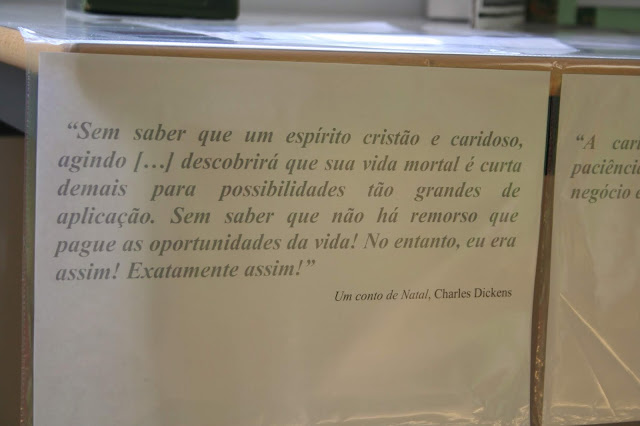 “Sem saber que um espírito cristão e caridoso,
agindo […] descobrirá que sua vida mortal é curta
demais para possibilidades tão grandes de
aplicação. Sem saber que não há remorso que
pague as oportunidades da vida! No entanto, eu era
assim! Exatamente assim!”
Um conto de Natal, Charles Dickens
“A
paciência
negócio